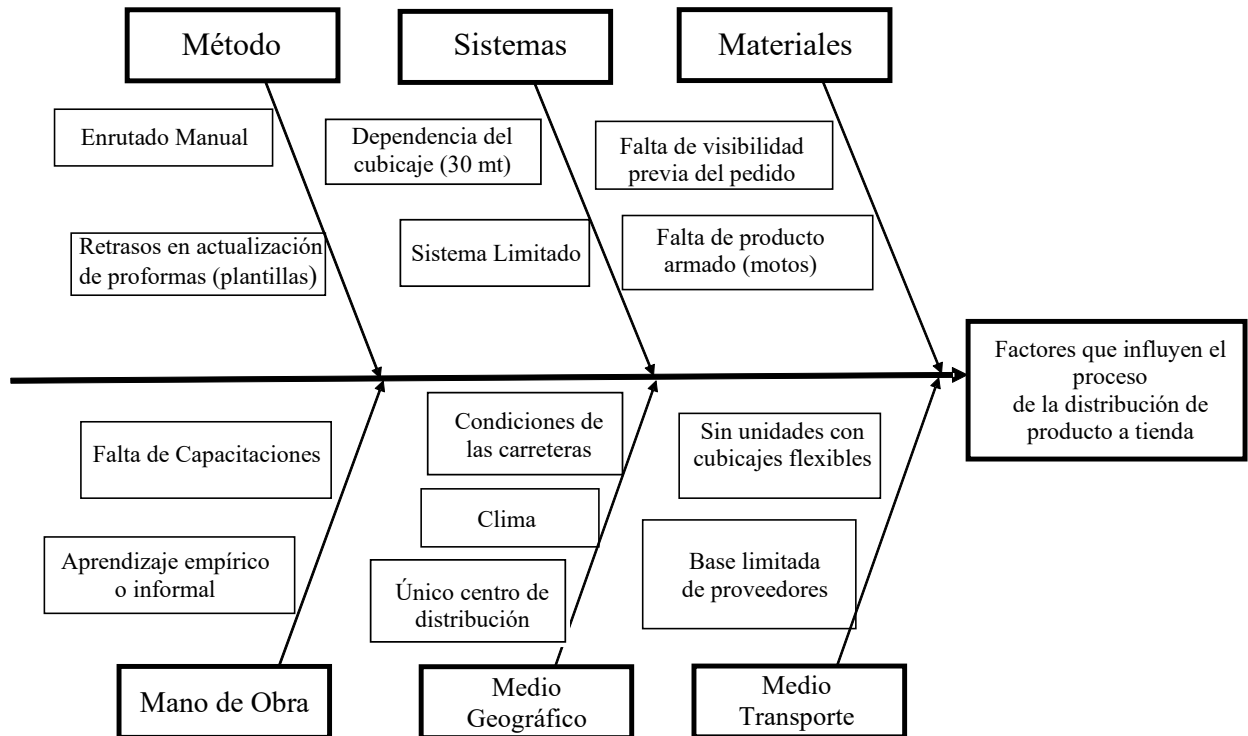 Método
Sistemas
Materiales
Enrutado Manual
Dependencia del
cubicaje (30 mt)
Falta de visibilidad
previa del pedido
Retrasos en actualización
de proformas (plantillas)
Sistema Limitado
Falta de producto
armado (motos)
Factores que influyen el
proceso
de la distribución de
producto a tienda
Falta de Capacitaciones
Condiciones de
las carreteras
Sin unidades con
cubicajes flexibles
Clima
Aprendizaje empírico
o informal
Único centro de
distribución
Base limitada
de proveedores
Mano de Obra
Medio
Geográfico
Medio
Transporte